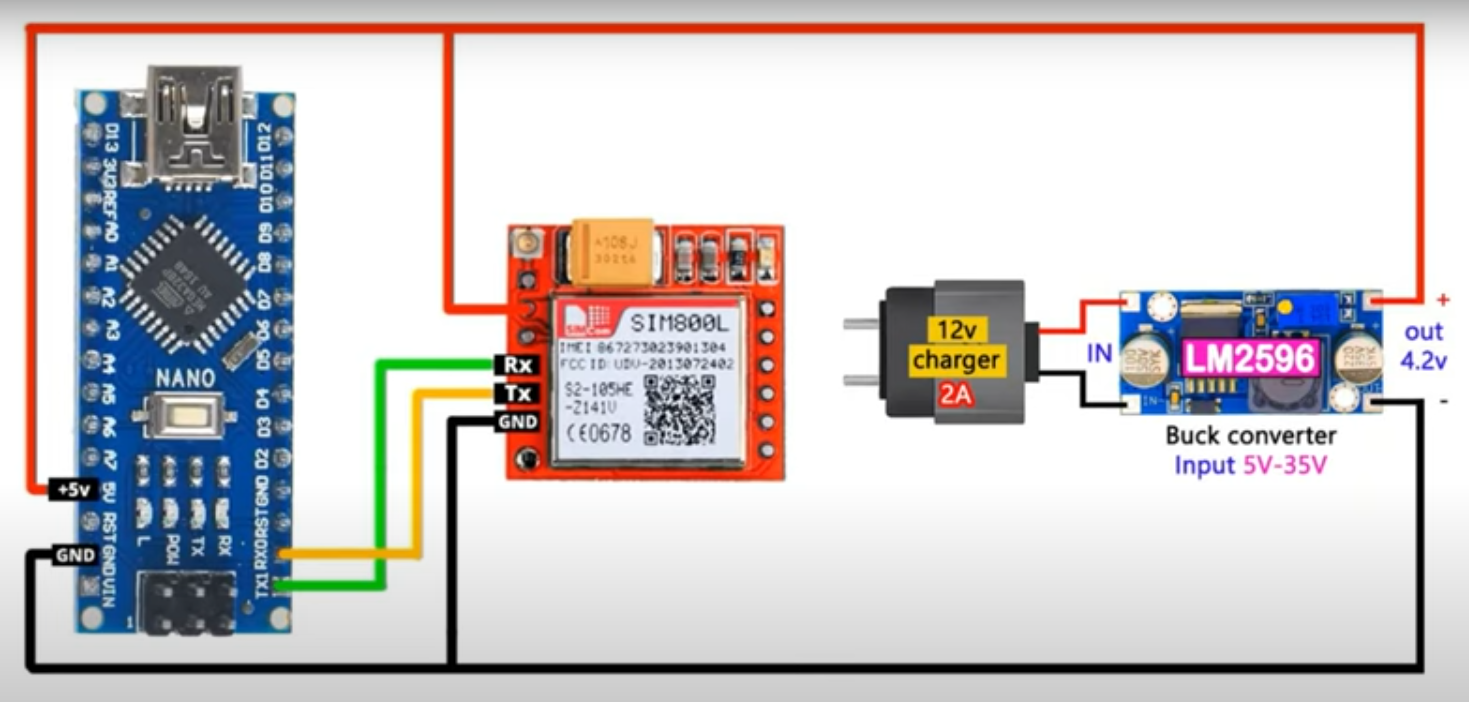 D13
3V3
REF
A0
A1
A2
A3
A4
A5
A6
A7
5V
RST
GND
VIN
D12
D11
D10
D9
D8
D7
D6
D5
D4
D3
D2
GND
RST
RX0
TX1
NANO
L
POW
TX
RX
1
+5v
GND
SIMCom
SIM800L
IMEI 867273023901304
FCC ID: UDV-2013072402
S2-105HE
-Z141U
CE0678
Rx
Tx
GND
12v
charger
2A
IN
LM2596
IN-
+
out
4.2v
-
Buck converter
Input 5V-35V